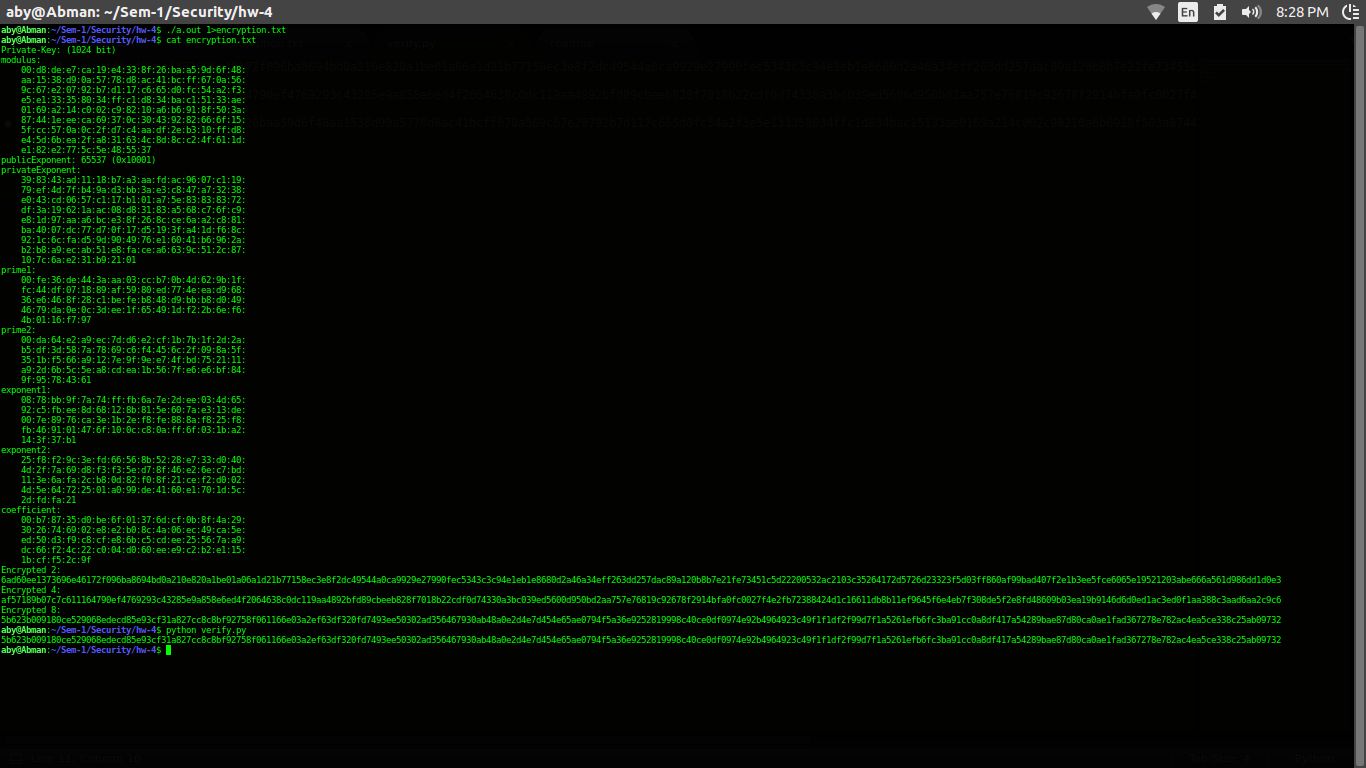 aby@Abman: ~/Sem-1/Security/hw-4
En
8:28 PM
aby@Abman:~/Sem-1/Security/hw-4$ ./a.out 1>encryption.txt
aby@Abman:~/Sem-1/Security/hw-4$ cat encryption.txt
Private-Key: (1024 bit)
modulus:
00:d8:de:e7:ca:19:e4:33:8f:26:ba:a5:9d:6f:48:
aa:15:38:d9:0a:57:78:d8:ac:41:bc:ff:67:0a:56:
9c:67:e2:07:92:b7:d1:17:c6:65:d0:fc:54:a2:f3:
e5:e1:33:35:80:34:ff:c1:d8:34:ba:c1:51:33:ae:
01:69:a2:14:c0:02:c9:82:10:a6:b6:91:8f:50:3a:
87:44:1e:ee:ca:69:37:0c:30:43:92:82:66:6f:15:
5f:cc:57:0a:0c:2f:d7:c4:aa:df:2e:b3:10:ff:d8:
e4:5d:6b:ea:2f:a8:31:63:4c:8d:8c:c2:4f:61:1d:
e1:82:e2:77:5c:5e:48:55:37
publicExponent: 65537 (0x10001)
privateExponent:
39:83:43:ad:11:18:b7:a3:aa:fd:ac:96:07:c1:19:
79:ef:4d:7f:b4:9a:d3:bb:3a:e3:c8:47:a7:32:38:
e0:43:cd:06:57:c1:17:b1:01:a7:5e:83:83:83:72:
df:3a:19:62:1a:ac:08:d8:31:83:a5:68:c7:6f:c9:
e8:1d:97:aa:a6:bc:e3:8f:26:8c:ce:6a:a2:c8:81:
ba:40:07:dc:77:d7:0f:17:d5:19:3f:a4:1d:f6:8c:
92:1c:6c:fa:d5:9d:90:49:76:e1:60:41:b6:96:2a:
b2:b8:a9:ec:ab:51:e8:fa:ce:a6:63:9c:51:2c:87:
10:7c:6a:e2:31:b9:21:01
prime1:
00:fe:36:de:44:3a:aa:03:cc:b7:0b:4d:62:9b:1f:
fc:44:df:07:18:89:af:59:80:ed:77:4e:ea:d9:68:
36:e6:46:8f:28:c1:be:fe:b8:48:d9:bb:b8:d0:49:
46:79:da:0e:0c:3d:ee:1f:65:49:1d:f2:2b:6e:f6:
4b:01:16:f7:97
prime2:
00:da:64:e2:a9:ec:7d:d6:e2:cf:1b:7b:1f:2d:2a:
b5:df:3d:58:7a:78:69:c6:f4:45:6c:2f:09:8a:5f:
35:1b:f5:66:a9:12:7e:9f:9e:e7:4f:bd:75:21:11:
a9:2d:6b:5c:5e:a8:cd:ea:1b:56:7f:e6:e6:bf:84:
9f:95:78:43:61
exponent1:
08:78:bb:9f:7a:74:ff:fb:6a:7e:2d:ee:03:4d:65:
92:c5:fb:ee:8d:68:12:8b:81:5e:60:7a:e3:13:de:
00:7e:89:76:ca:3e:1b:2e:f8:fe:88:8a:f8:25:f8:
fb:46:91:01:47:6f:10:0c:c8:0a:ff:6f:03:1b:a2:
14:3f:37:b1
exponent2:
25:f8:f2:9c:3e:fd:66:56:8b:52:28:e7:33:d0:40:
4d:2f:7a:69:d8:f3:f3:5e:d7:8f:46:e2:6e:c7:bd:
11:3e:6a:fa:2c:b8:0d:82:f0:8f:21:ce:f2:d0:02:
4d:5e:64:72:25:01:a0:99:de:41:60:e1:70:1d:5c:
2d:fd:fa:21
coefficient:
00:b7:87:35:d0:be:6f:01:37:6d:cf:0b:8f:4a:29:
30:26:74:69:02:e8:e2:b0:8c:4a:06:ec:49:ca:5e:
ed:50:d3:f9:c8:cf:e8:6b:c5:cd:ee:25:56:7a:a9:
dc:66:f2:4c:22:c0:04:d0:60:ee:e9:c2:b2:e1:15:
1b:cf:f5:2c:9f
Encrypted 2:
6ad60ee1373696e46172f096ba8694bd0a210e820a1be01a06a1d21b77158ec3e8f2dc49544a0ca9929e27990fec5343c3c94e1eb1e8680d2a46a34eff263dd257dac89a120b8b7e21fe73451c5d22200532ac2103c35264172d5726d23323f5d03ff860af99bad407f2e1b3ee5fce6065e19521203abe666a561d986dd1d0e3
Encrypted 4:
af57189b07c7c611164790ef4769293c43285e9a858e6ed4f2064638c0dc119aa4892bfd89cbeeb828f7018b22cdf0d74330a3bc039ed5600d950bd2aa757e76819c92678f2914bfa0fc0027f4e2fb72388424d1c16611db8b11ef9645f6e4eb7f308de5f2e8fd48609b03ea19b9146d6d0ed1ac3ed0f1aa388c3aad6aa2c9c6
Encrypted 8:
5b623b009180ce529068edecd85e93cf31a827cc8c8bf92758f061166e03a2ef63df320fd7493ee50302ad356467930ab48a0e2d4e7d454e65ae0794f5a36e9252819998c40ce0df0974e92b4964923c49f1f1df2f99d7f1a5261efb6fc3ba91cc0a8df417a54289bae87d80ca0ae1fad367278e782ac4ea5ce338c25ab09732
aby@Abman:~/Sem-1/Security/hw-4$ python verify.py
5b623b009180ce529068edecd85e93cf31a827cc8c8bf92758f061166e03a2ef63df320fd7493ee50302ad356467930ab48a0e2d4e7d454e65ae0794f5a36e9252819998c40ce0df0974e92b4964923c49f1f1df2f99d7f1a5261efb6fc3ba91cc0a8df417a54289bae87d80ca0ae1fad367278e782ac4ea5ce338c25ab09732
aby@Abman:~/Sem-1/Security/hw-4$